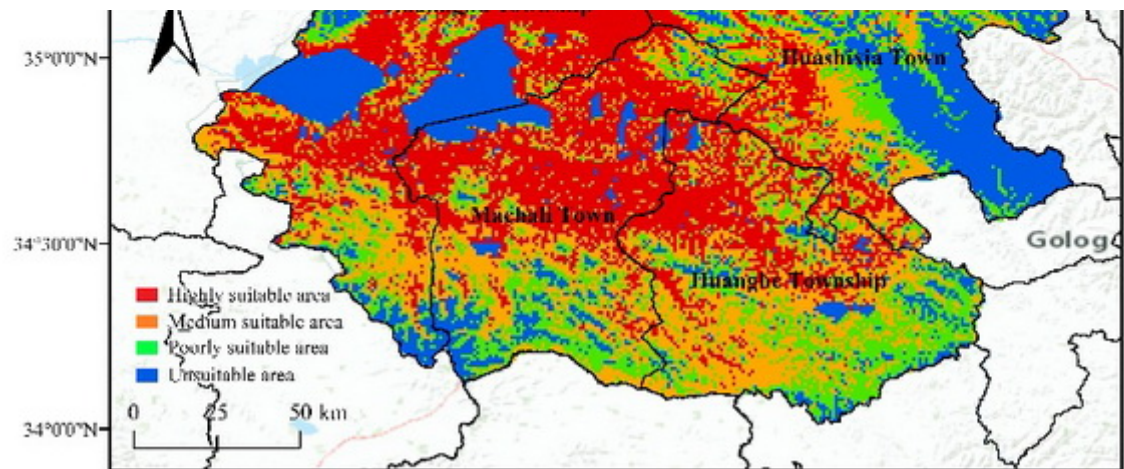 35°0'0"N
Huashixia Town
Machali Town
34°30'0"N
Golog
Huanghe Township
Highly suitable area
Medium suitable area
Poorly suitable area
Unsuitable area
0 25 50 km
34°0'0"N